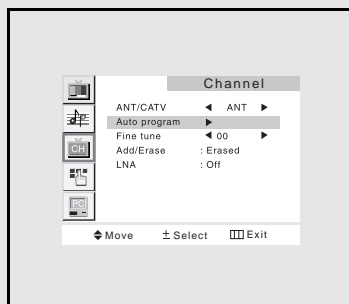 Channel
ANT/CATV ◀ ANT ▶
Auto program ▶
Fine tune ◀ 00 ▶
Add/Erase : Erased
LNA : Off
CH
PC
Move ± Select Exit